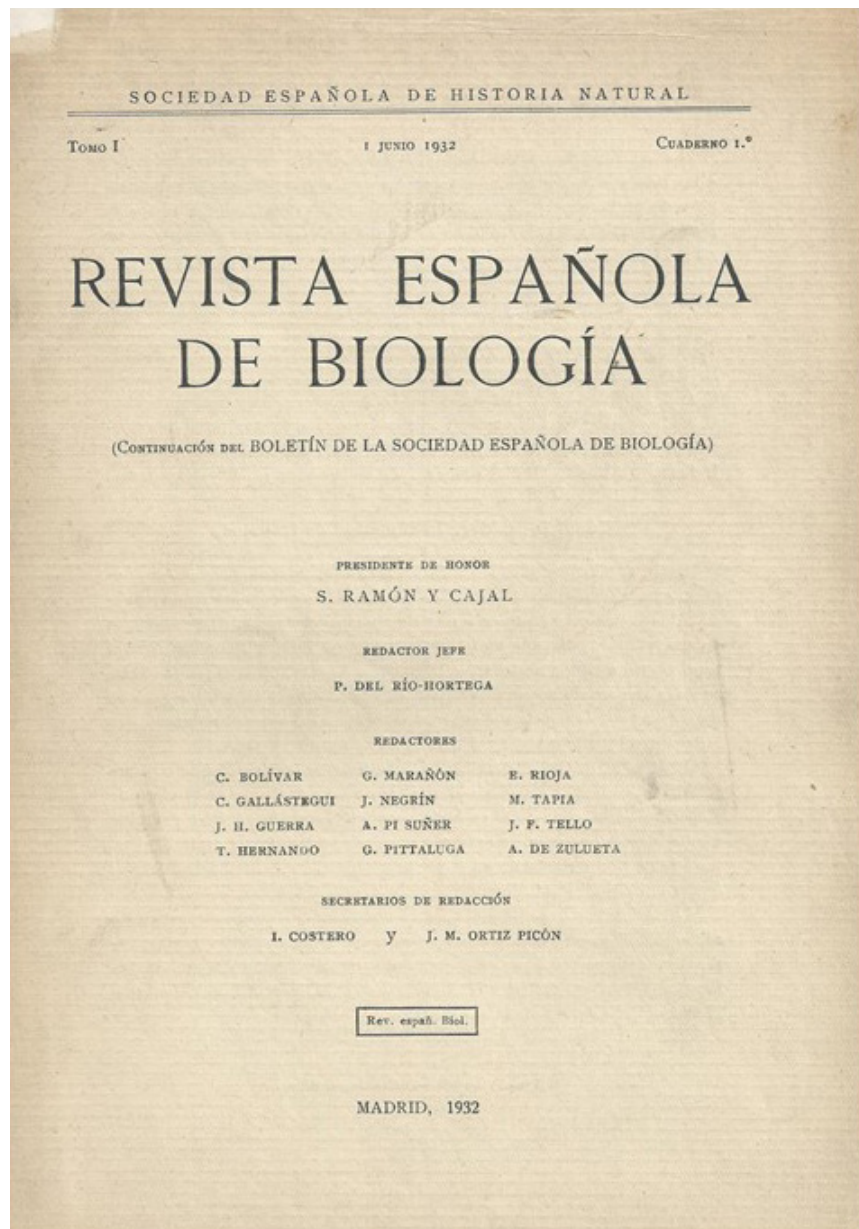 SOCIEDAD ESPAÑOLA DE HISTORIA NATURAL
TOMO I 1 JUNIO 1932 CUADERNO 1.º
REVISTA ESPAÑOLA
DE BIOLOGÍA
(CONTINUACIÓN DEL BOLETÍN DE LA SOCIEDAD ESPAÑOLA DE BIOLOGÍA)
PRESIDENTE DE HONOR
S. RAMÓN Y CAJAL
REDACTOR JEFE
P. DEL RÍO-HORTEGA
REDACTORES
C. BOLÍVAR G. MARAÑÓN E. RIOJA
C. GALLÁSTEGUI J. NEGRÍN M. TAPIA
J. H. GUERRA A. PI SUÑER J. F. TELLO
T. HERNANDO G. PITTALUGA A. DE ZULUETA
SECRETARIOS DE REDACCIÓN
I. COSTERO y J. M. ORTIZ PICÓN
Rev. españ. Biol.
MADRID, 1932